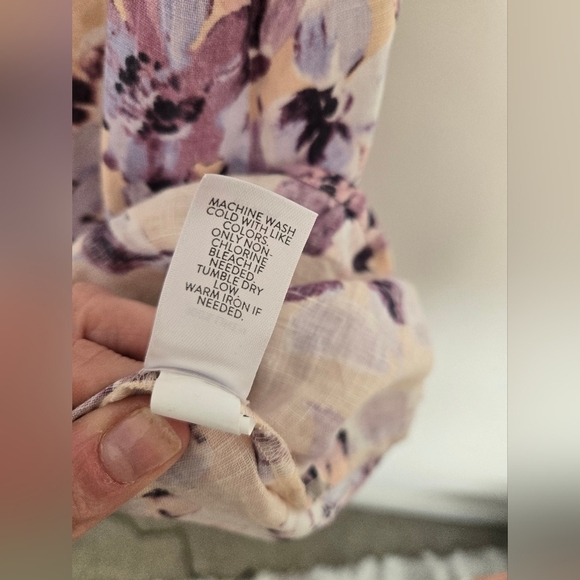 MACHINE WASH
COLD WITH LIKE
COLORS.
ONLY NON-
CHLORINE
BLEACH IF
NEEDED.
TUMBLE DRY
LOW.
WARM IRON IF
NEEDED.